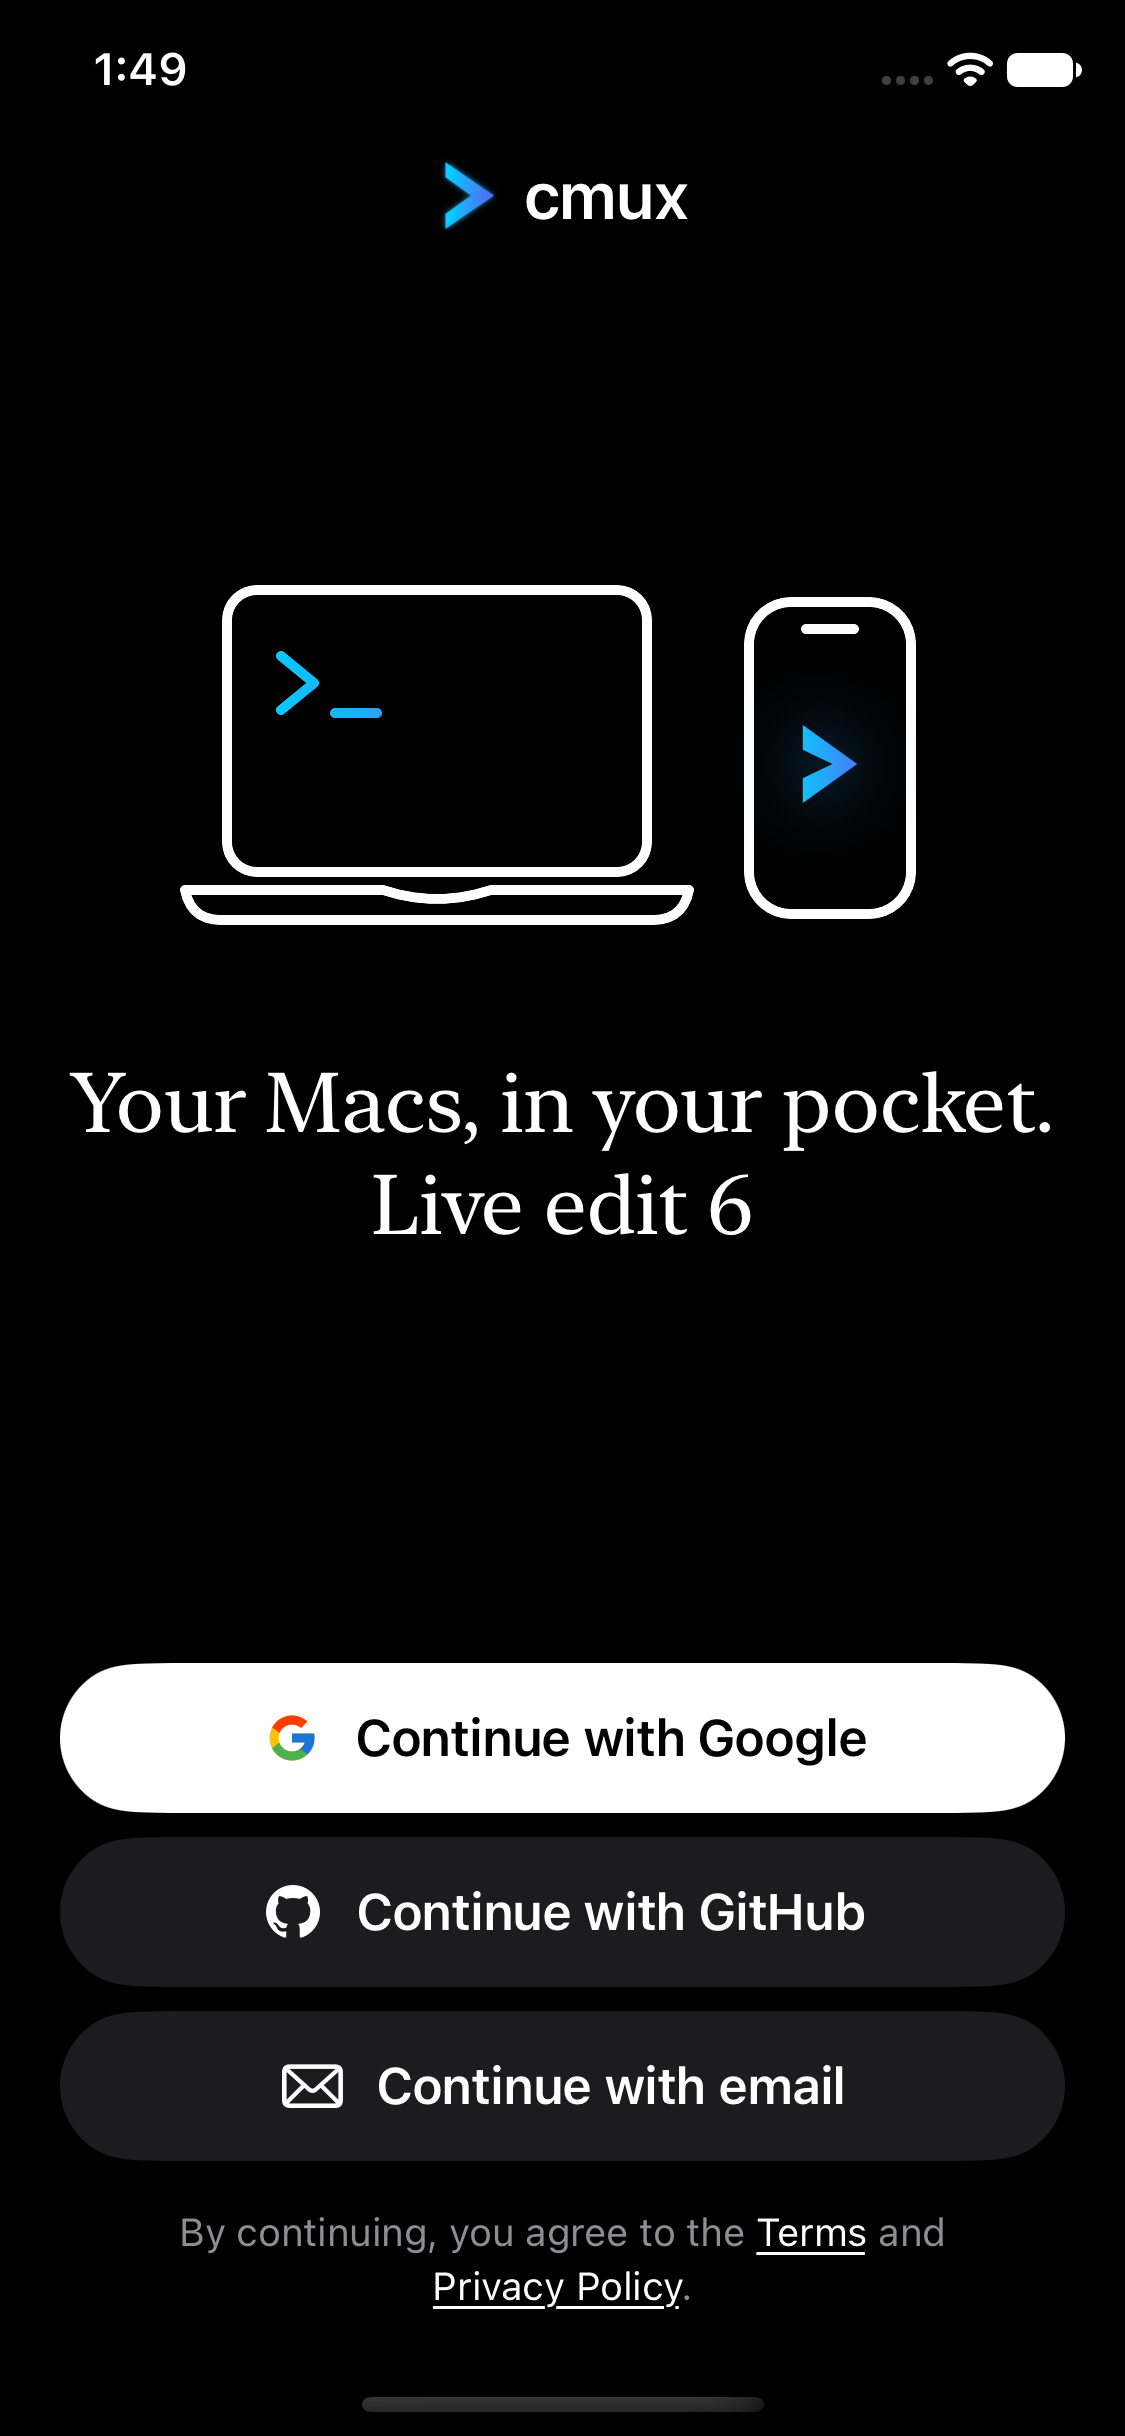 1:49
cmux
>_
Your Macs, in your pocket.
Live edit 6
Continue with Google
Continue with GitHub
Continue with email
By continuing, you agree to the Terms and
Privacy Policy.